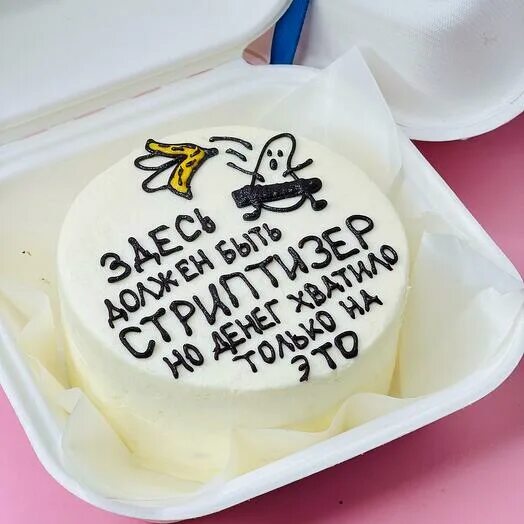 ЗДЕСЬ
ДОЛЖЕН БЫТЬ
СТРИПТИЗЕР
НО ДЕНЕГ ХВАТИЛО
ТОЛЬКО НА
ЭТО